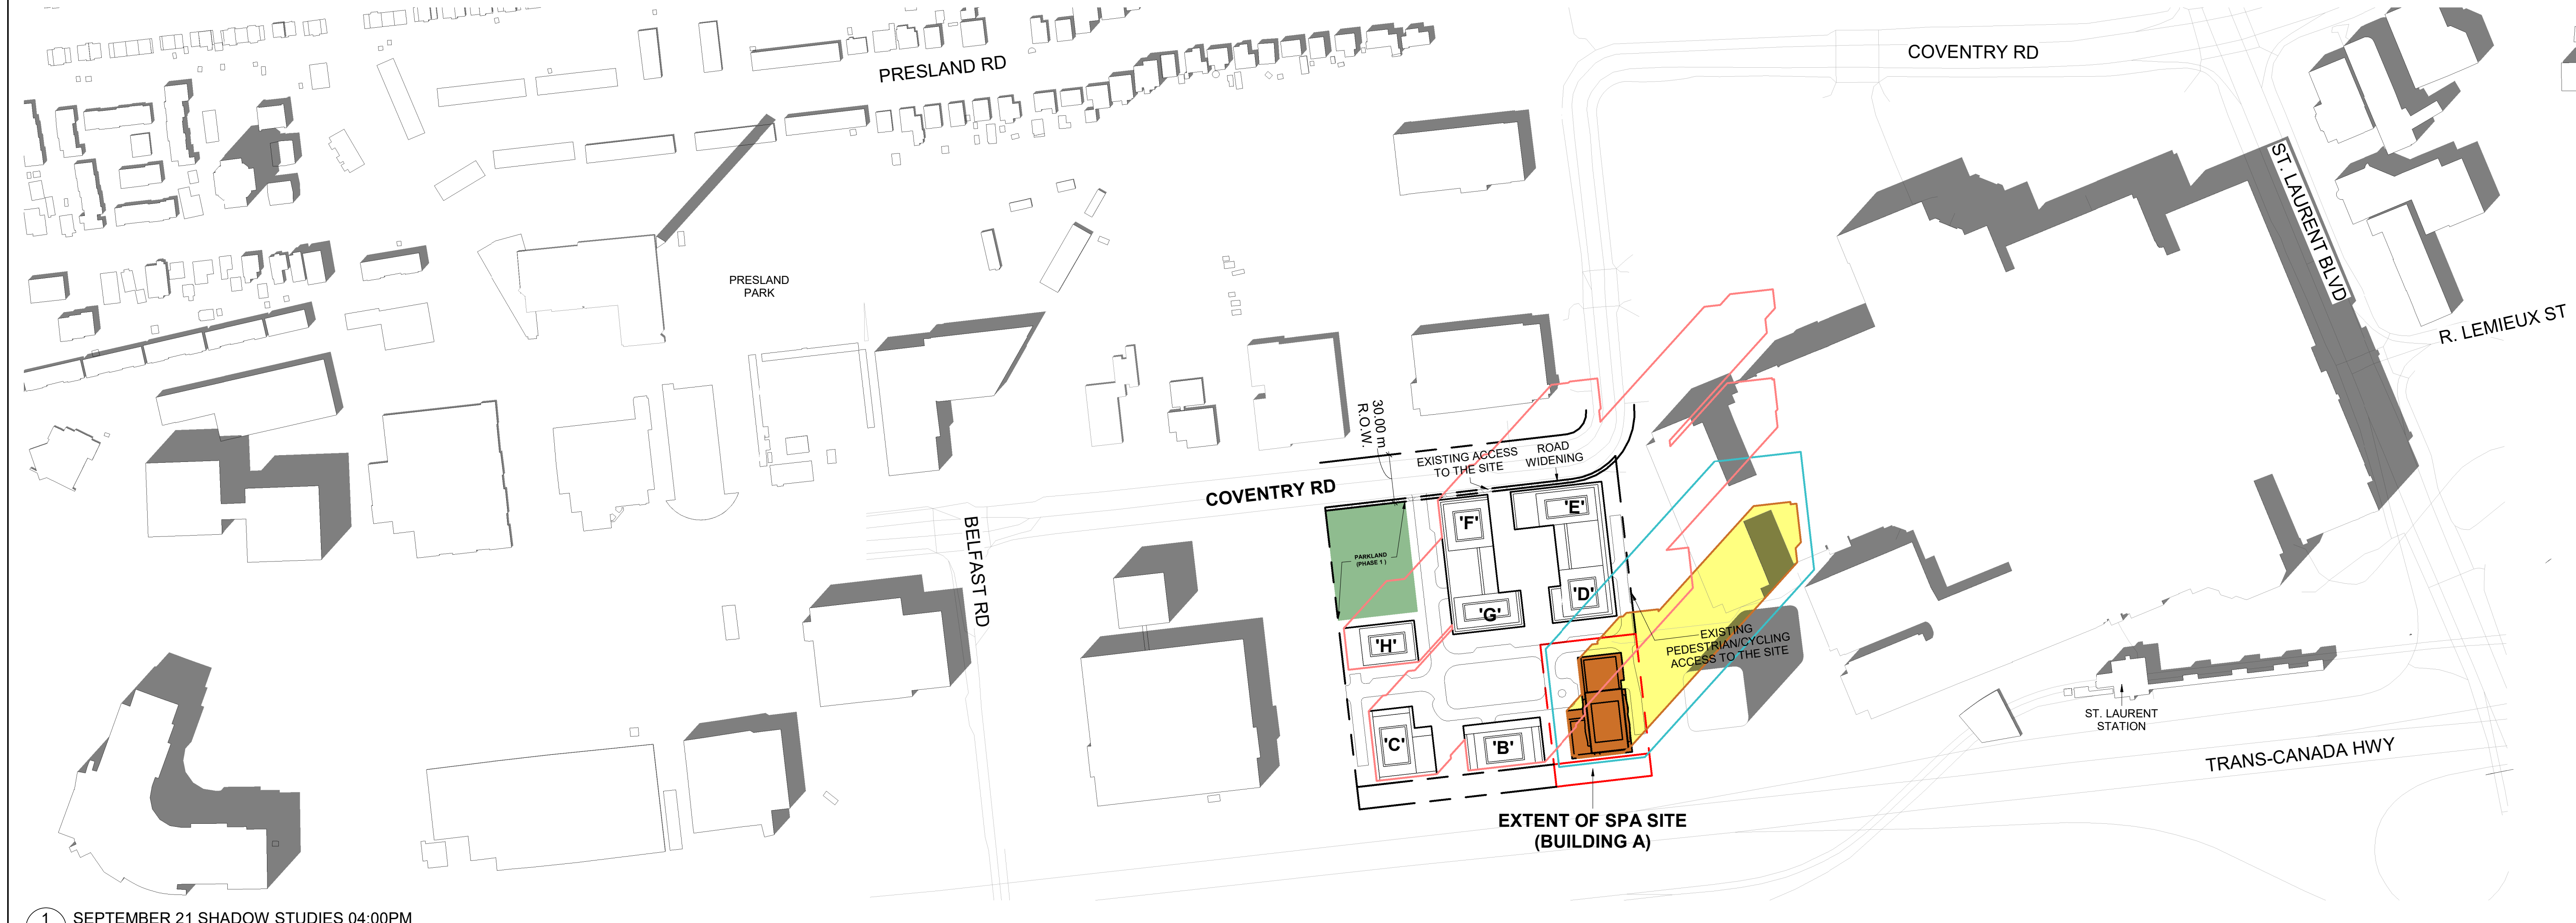 PRESLAND RD
COVENTRY RD
ST. LAURENT BLVD
R. LEMIEUX ST
PRESLAND
PARK
30.00 m
R.O.W.
EXISTING ACCESS
TO THE SITE
ROAD
WIDENING
COVENTRY RD
BELFAST RD
PARKLAND
(PHASE 1 )
'F'
'E'
'D'
'G'
'H'
EXISTING
PEDESTRIAN/CYCLING
ACCESS TO THE SITE
'C'
'B'
ST. LAURENT
STATION
TRANS-CANADA HWY
EXTENT OF SPA SITE
(BUILDING A)
1
SEPTEMBER 21 SHADOW STUDIES 04:00PM